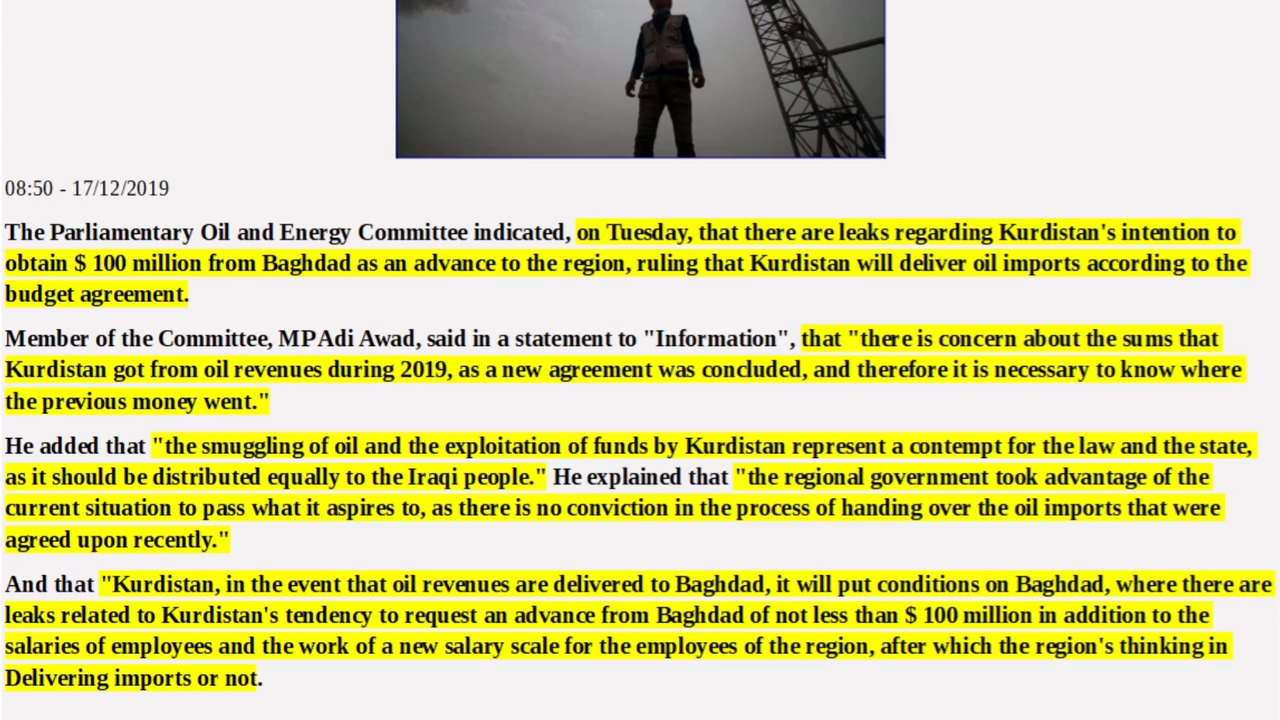 08:50 - 17/12/2019
The Parliamentary Oil and Energy Committee indicated, on Tuesday, that there are leaks regarding Kurdistan's intention to
obtain $ 100 million from Baghdad as an advance to the region, ruling that Kurdistan will deliver oil imports according to the
budget agreement.
Member of the Committee, MP Adi Awad, said in a statement to "Information", that "there is concern about the sums that
Kurdistan got from oil revenues during 2019, as a new agreement was concluded, and therefore it is necessary to know where
the previous money went."
He added that "the smuggling of oil and the exploitation of funds by Kurdistan represent a contempt for the law and the state,
as it should be distributed equally to the Iraqi people." He explained that "the regional government took advantage of the
current situation to pass what it aspires to, as there is no conviction in the process of handing over the oil imports that were
agreed upon recently."
And that "Kurdistan, in the event that oil revenues are delivered to Baghdad, it will put conditions on Baghdad, where there are
leaks related to Kurdistan's tendency to request an advance from Baghdad of not less than $ 100 million in addition to the
salaries of employees and the work of a new salary scale for the employees of the region, after which the region's thinking in
Delivering imports or not.